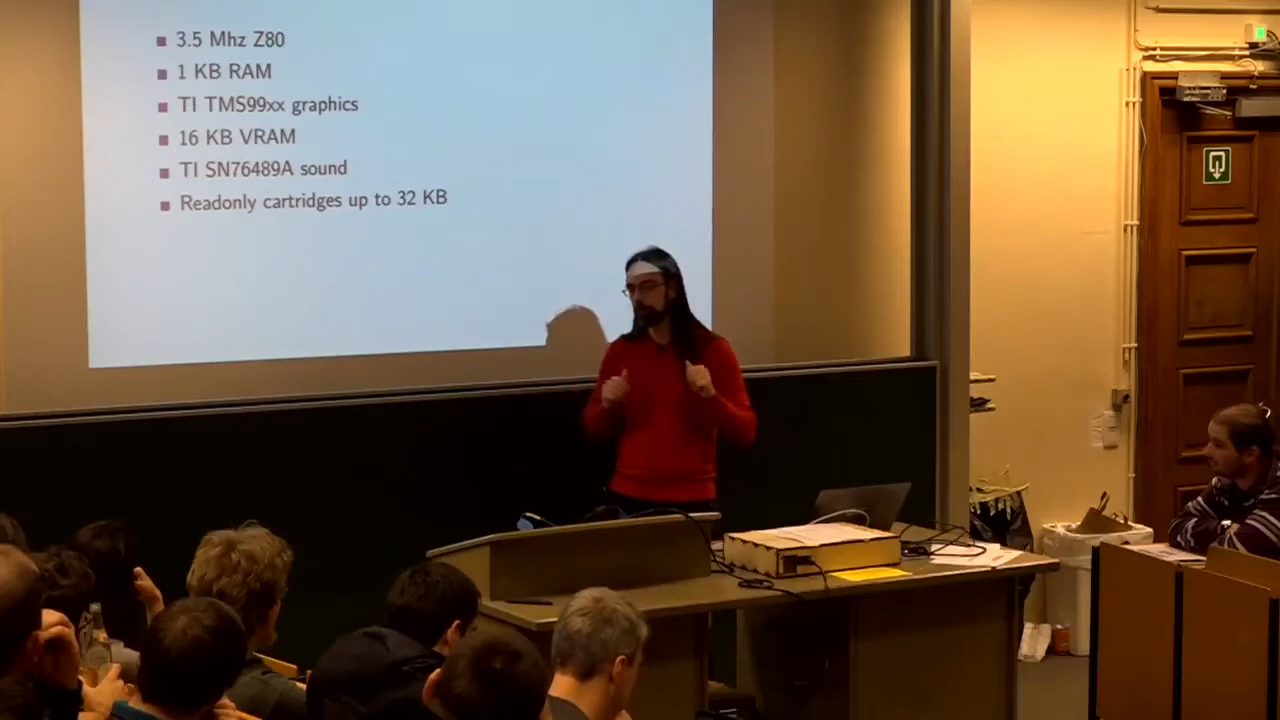 3.5 Mhz Z80
1 KB RAM
TI TMS99xx graphics
16 KB VRAM
TI SN76489A sound
Readonly cartridges up to 32 KB